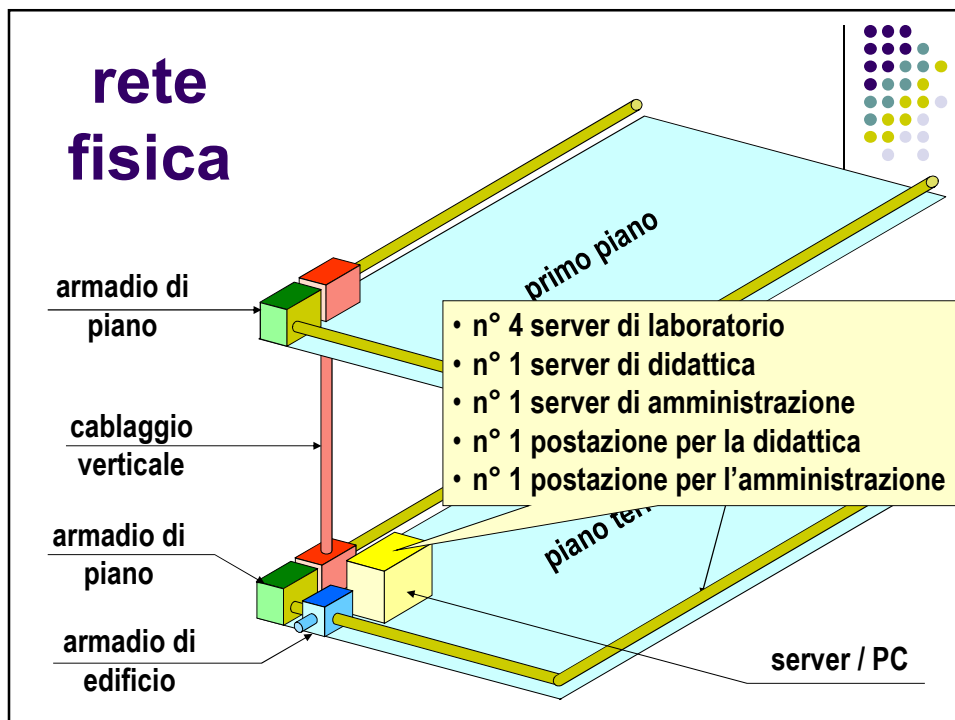 rete
fisica
armadio di
piano
primo piano
• n° 4 server di laboratorio
• n° 1 server di didattica
• n° 1 server di amministrazione
• n° 1 postazione per la didattica
• n° 1 postazione per l'amministrazione
cablaggio
verticale
armadio di
piano
piano
armadio di
edificio
server / PC